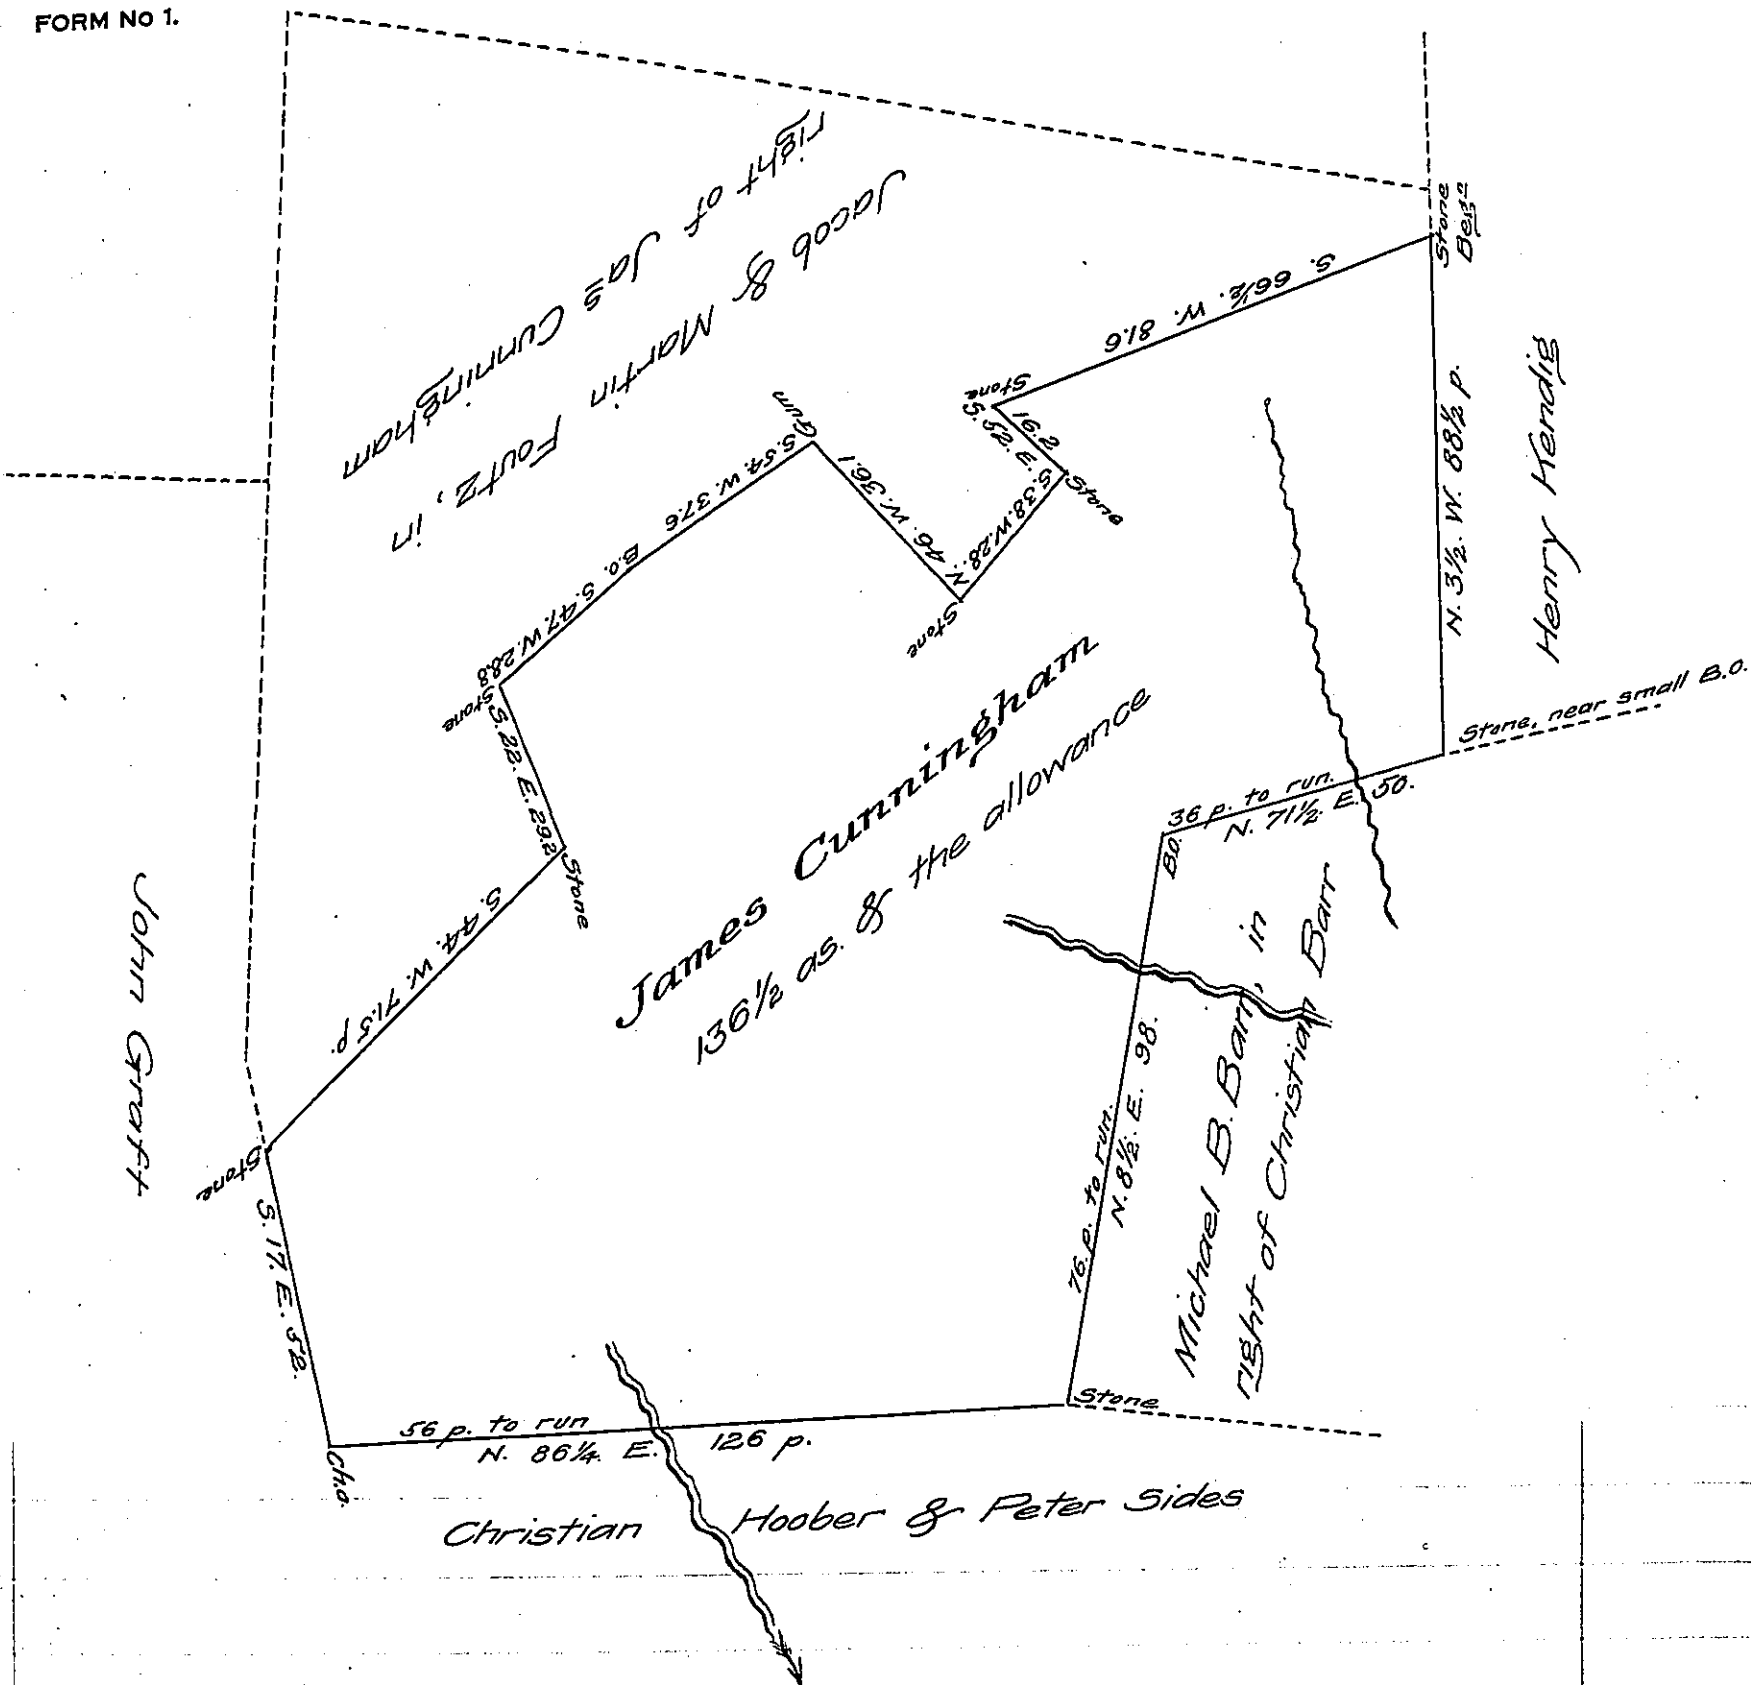 FORM No 1.
Jacob & Martin Foutz, in
right of Jas Cunningham
Stone
Begn
S. 66½. W. 81.6
Stone
S. 52. E.
16.2
Stone
S. 38. W. 28.
Stone
N. 46. W. 36.1
Gum
S. 54. W. 37.6
B.o.
S. 47. W. 28.8
Stone
S. 22. E. 29.2
Stone
S. 44. W. 71.5 p.
Stone
S. 17. E. 52.
Ch.o.
56 p. to run
N. 86¼. E. 126 p.
Stone
76 p. to run.
N. 8½. E. 98.
B.O.
36 p. to run.
N. 71½. E. 50.
Stone, near small B.O.
N. 3½. W. 88½ p.
Henry Kendig
James Cunningham
136½ as. & the allowance
Michael B. Barr, in
right of Christian Barr
John Graft
Christian Hoober & Peter Sides